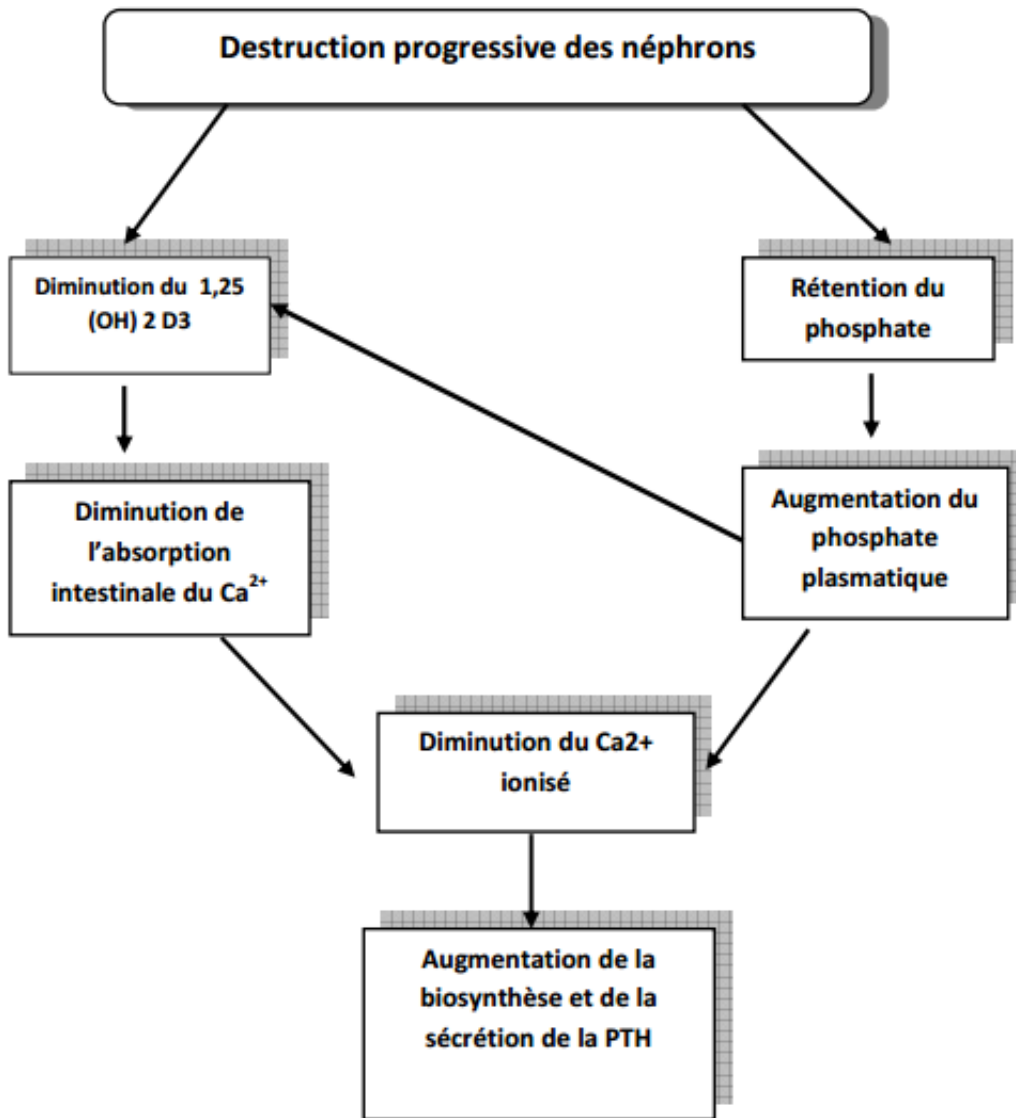 Destruction progressive des néphrons
Diminution du 1,25
(OH) 2 D3
Rétention du
phosphate
Diminution de
l’absorption
intestinale du Ca²⁺
Augmentation du
phosphate
plasmatique
Diminution du Ca2+
ionisé
Augmentation de la
biosynthèse et de la
sécrétion de la PTH